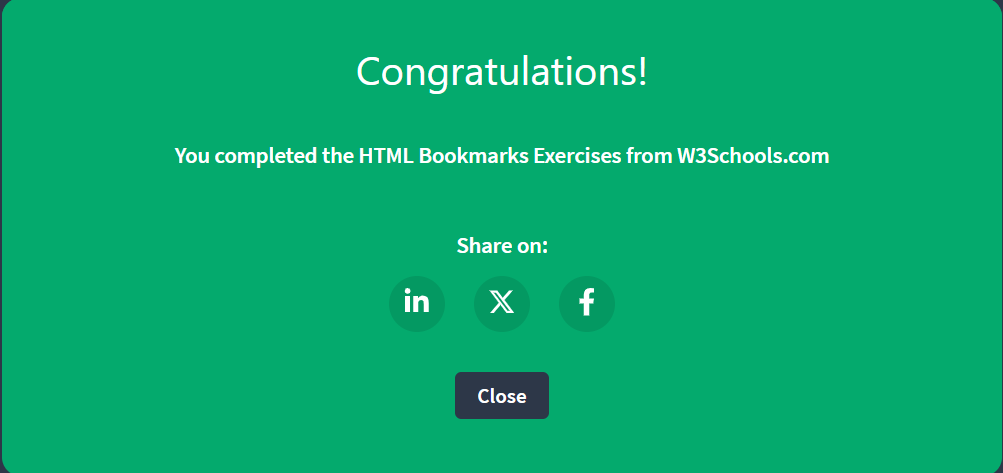 Congratulations!
You completed the HTML Bookmarks Exercises from W3Schools.com
Share on:
in
X
f
Close